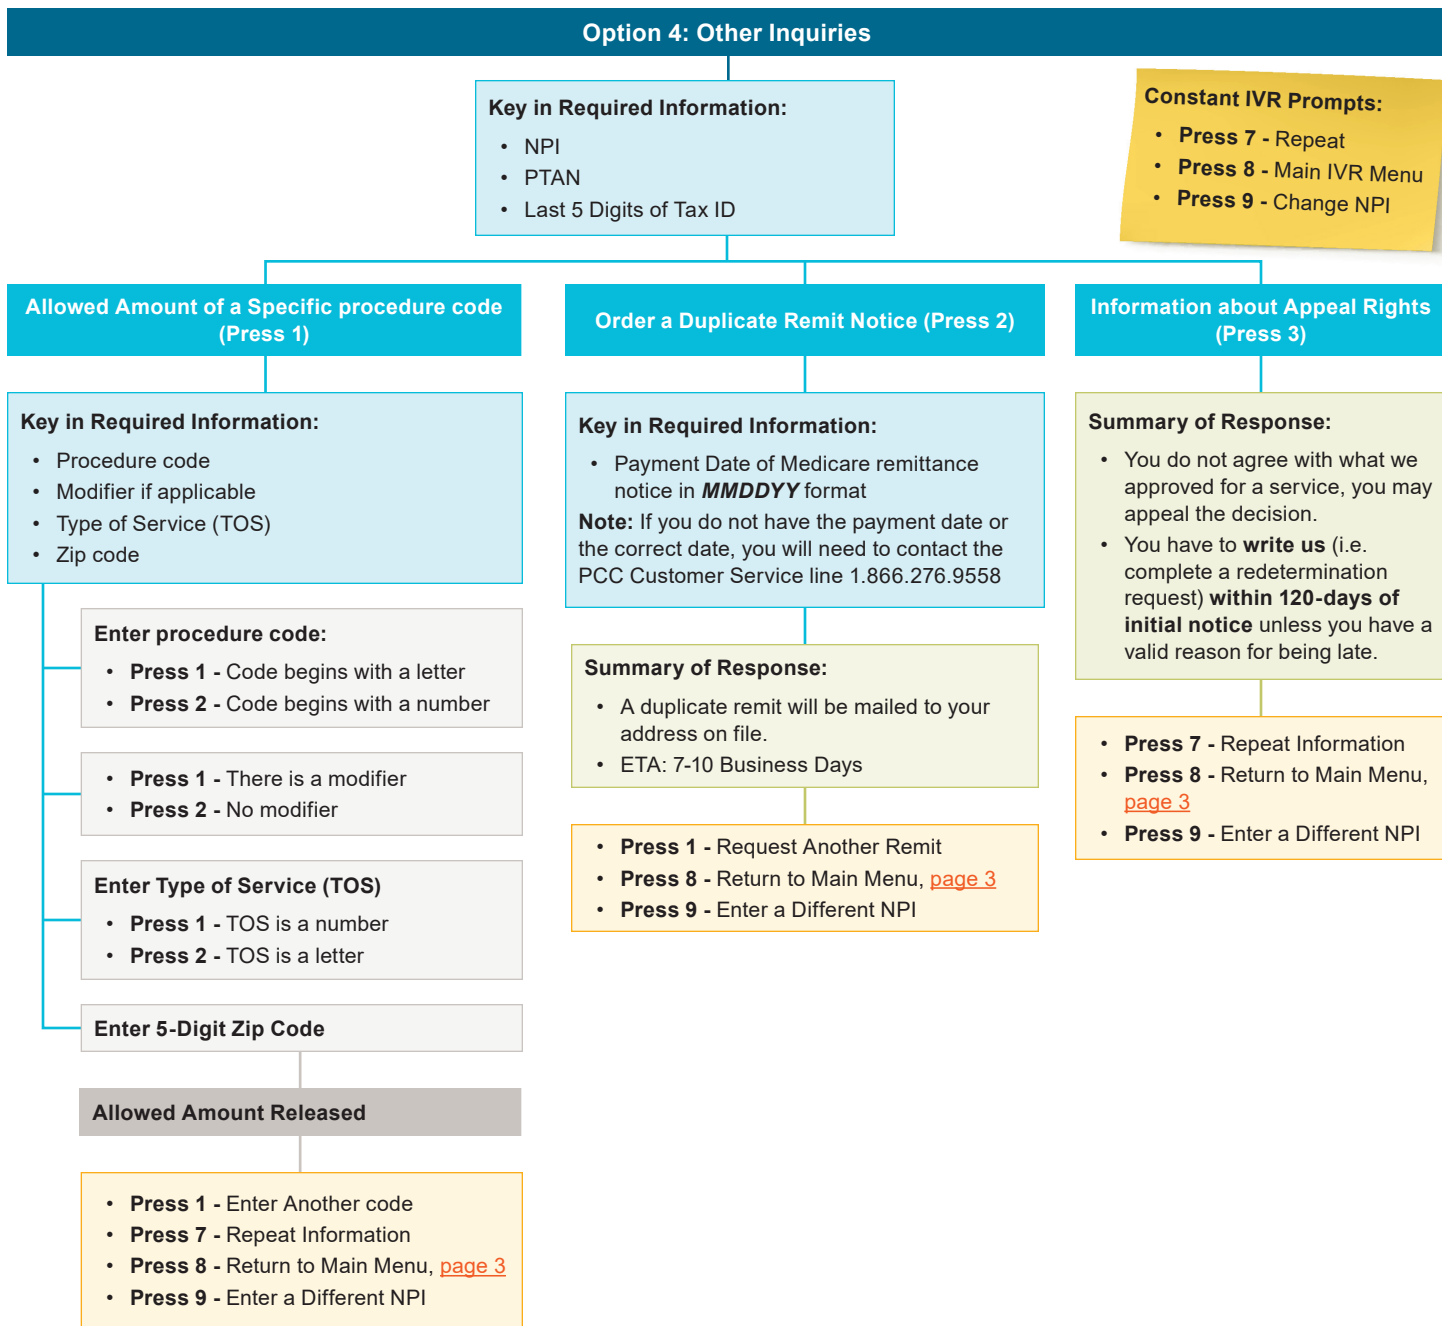 Option 4: Other Inquiries
Key in Required Information:
• NPI
• PTAN
• Last 5 Digits of Tax ID
Constant IVR Prompts:
• Press 7 - Repeat
• Press 8 - Main IVR Menu
• Press 9 - Change NPI
Allowed Amount of a Specific procedure code
(Press 1)
Key in Required Information:
• Procedure code
• Modifier if applicable
• Type of Service (TOS)
• Zip code
Enter procedure code:
• Press 1 - Code begins with a letter
• Press 2 - Code begins with a number
• Press 1 - There is a modifier
• Press 2 - No modifier
Enter Type of Service (TOS)
• Press 1 - TOS is a number
• Press 2 - TOS is a letter
Enter 5-Digit Zip Code
Allowed Amount Released
• Press 1 - Enter Another code
• Press 7 - Repeat Information
• Press 8 - Return to Main Menu, page 3
• Press 9 - Enter a Different NPI
Order a Duplicate Remit Notice (Press 2)
Key in Required Information:
• Payment Date of Medicare remittance
notice in MMDDYY format
Note: If you do not have the payment date or
the correct date, you will need to contact the
PCC Customer Service line 1.866.276.9558
Summary of Response:
• A duplicate remit will be mailed to your
address on file.
• ETA: 7-10 Business Days
• Press 1 - Request Another Remit
• Press 8 - Return to Main Menu, page 3
• Press 9 - Enter a Different NPI
Information about Appeal Rights
(Press 3)
Summary of Response:
• You do not agree with what we
approved for a service, you may
appeal the decision.
• You have to write us (i.e.
complete a redetermination
request) within 120-days of
initial notice unless you have a
valid reason for being late.
• Press 7 - Repeat Information
• Press 8 - Return to Main Menu,
page 3
• Press 9 - Enter a Different NPI